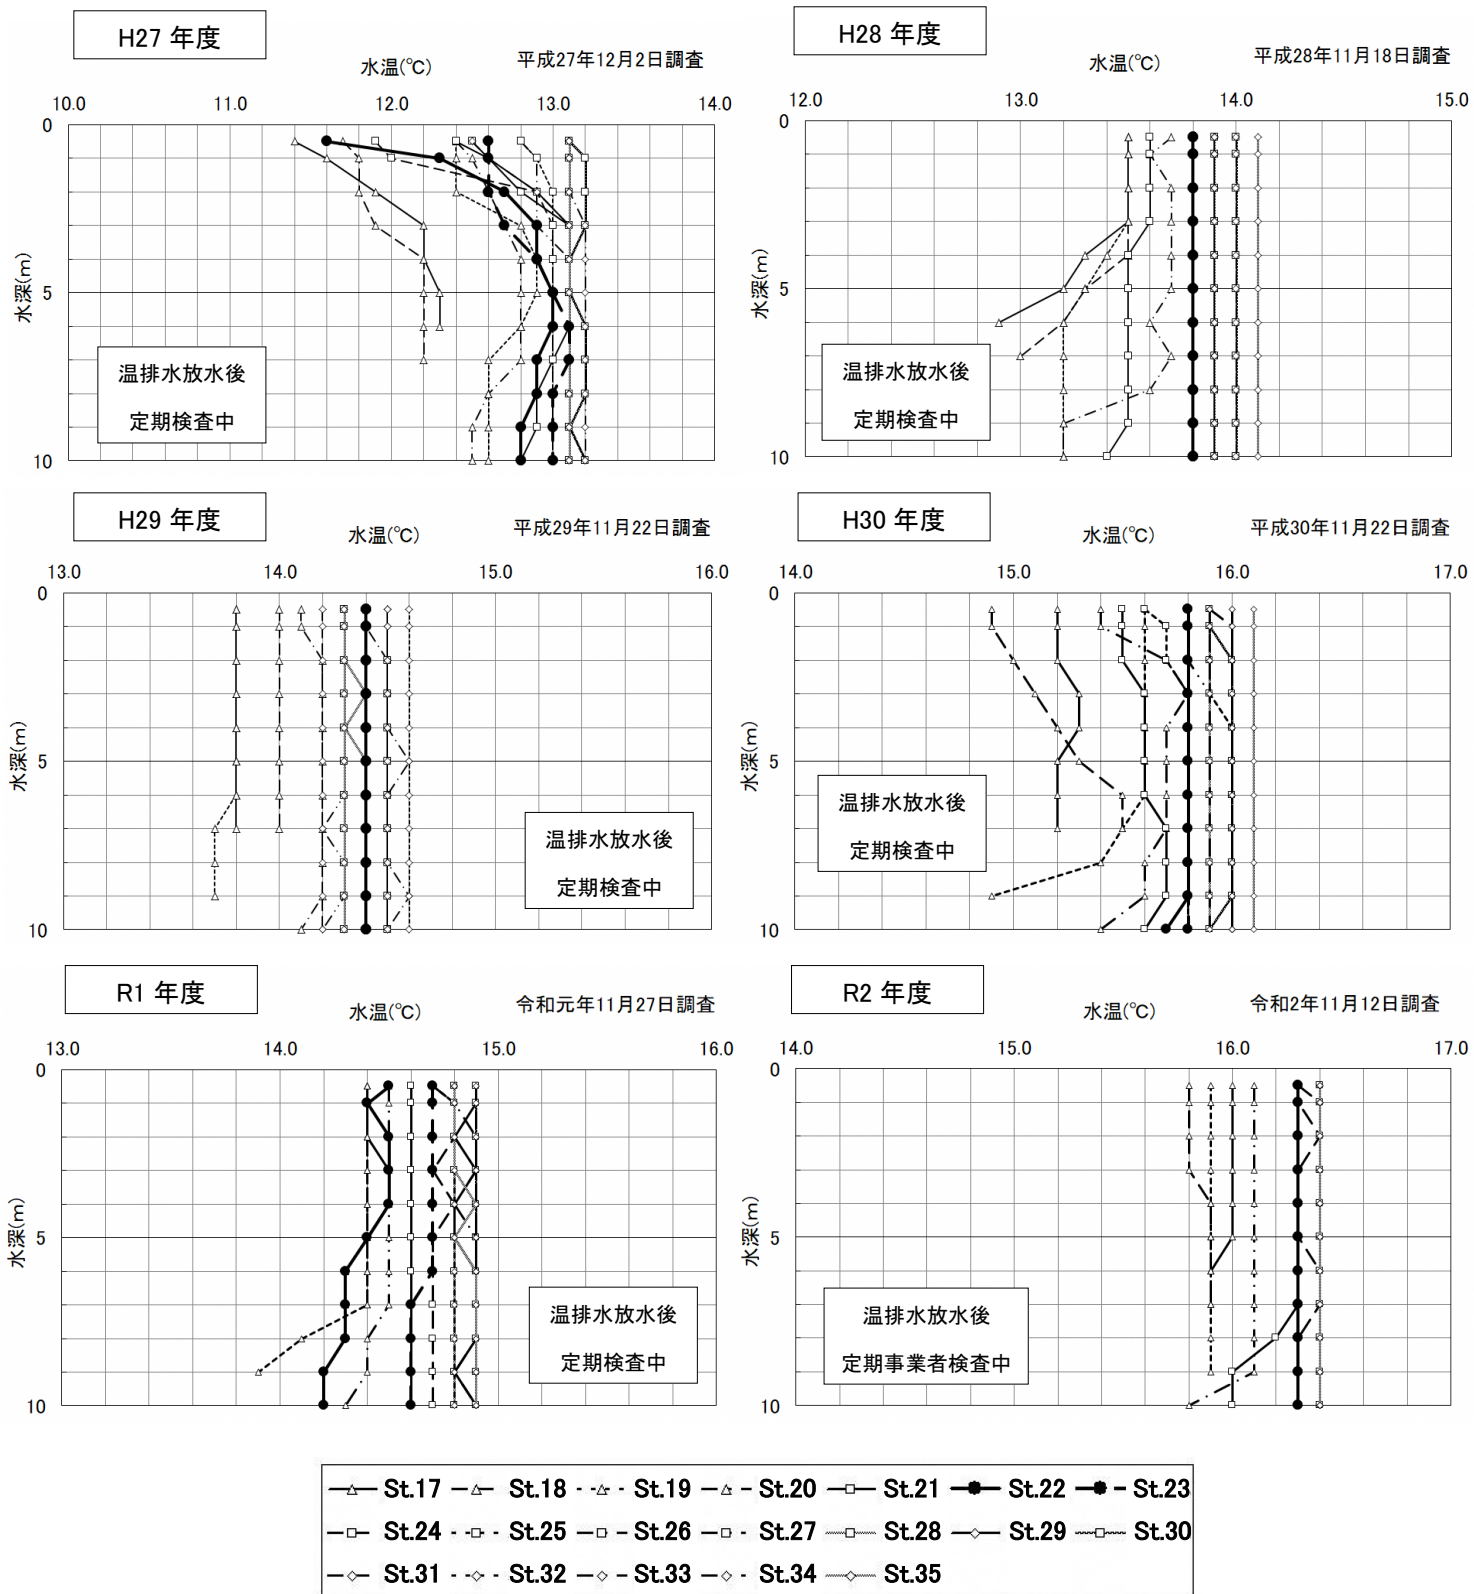 H27 年度
平成27年12月2日調査
水温(℃)
10.0 11.0 12.0 13.0 14.0
0
5
10
水深(m)
温排水放水後
定期検査中
H28 年度
平成28年11月18日調査
水温(℃)
12.0 13.0 14.0 15.0
0
5
10
水深(m)
温排水放水後
定期検査中
H29 年度
平成29年11月22日調査
水温(℃)
13.0 14.0 15.0 16.0
0
5
10
水深(m)
温排水放水後
定期検査中
H30 年度
平成30年11月22日調査
水温(℃)
14.0 15.0 16.0 17.0
0
5
10
水深(m)
温排水放水後
定期検査中
R1 年度
令和元年11月27日調査
水温(℃)
13.0 14.0 15.0 16.0
0
5
10
水深(m)
温排水放水後
定期検査中
R2 年度
令和2年11月12日調査
水温(℃)
14.0 15.0 16.0 17.0
0
5
10
水深(m)
温排水放水後
定期事業者検査中
St.17 St.18 St.19 St.20 St.21 St.22 St.23
St.24 St.25 St.26 St.27 St.28 St.29 St.30
St.31 St.32 St.33 St.34 St.35